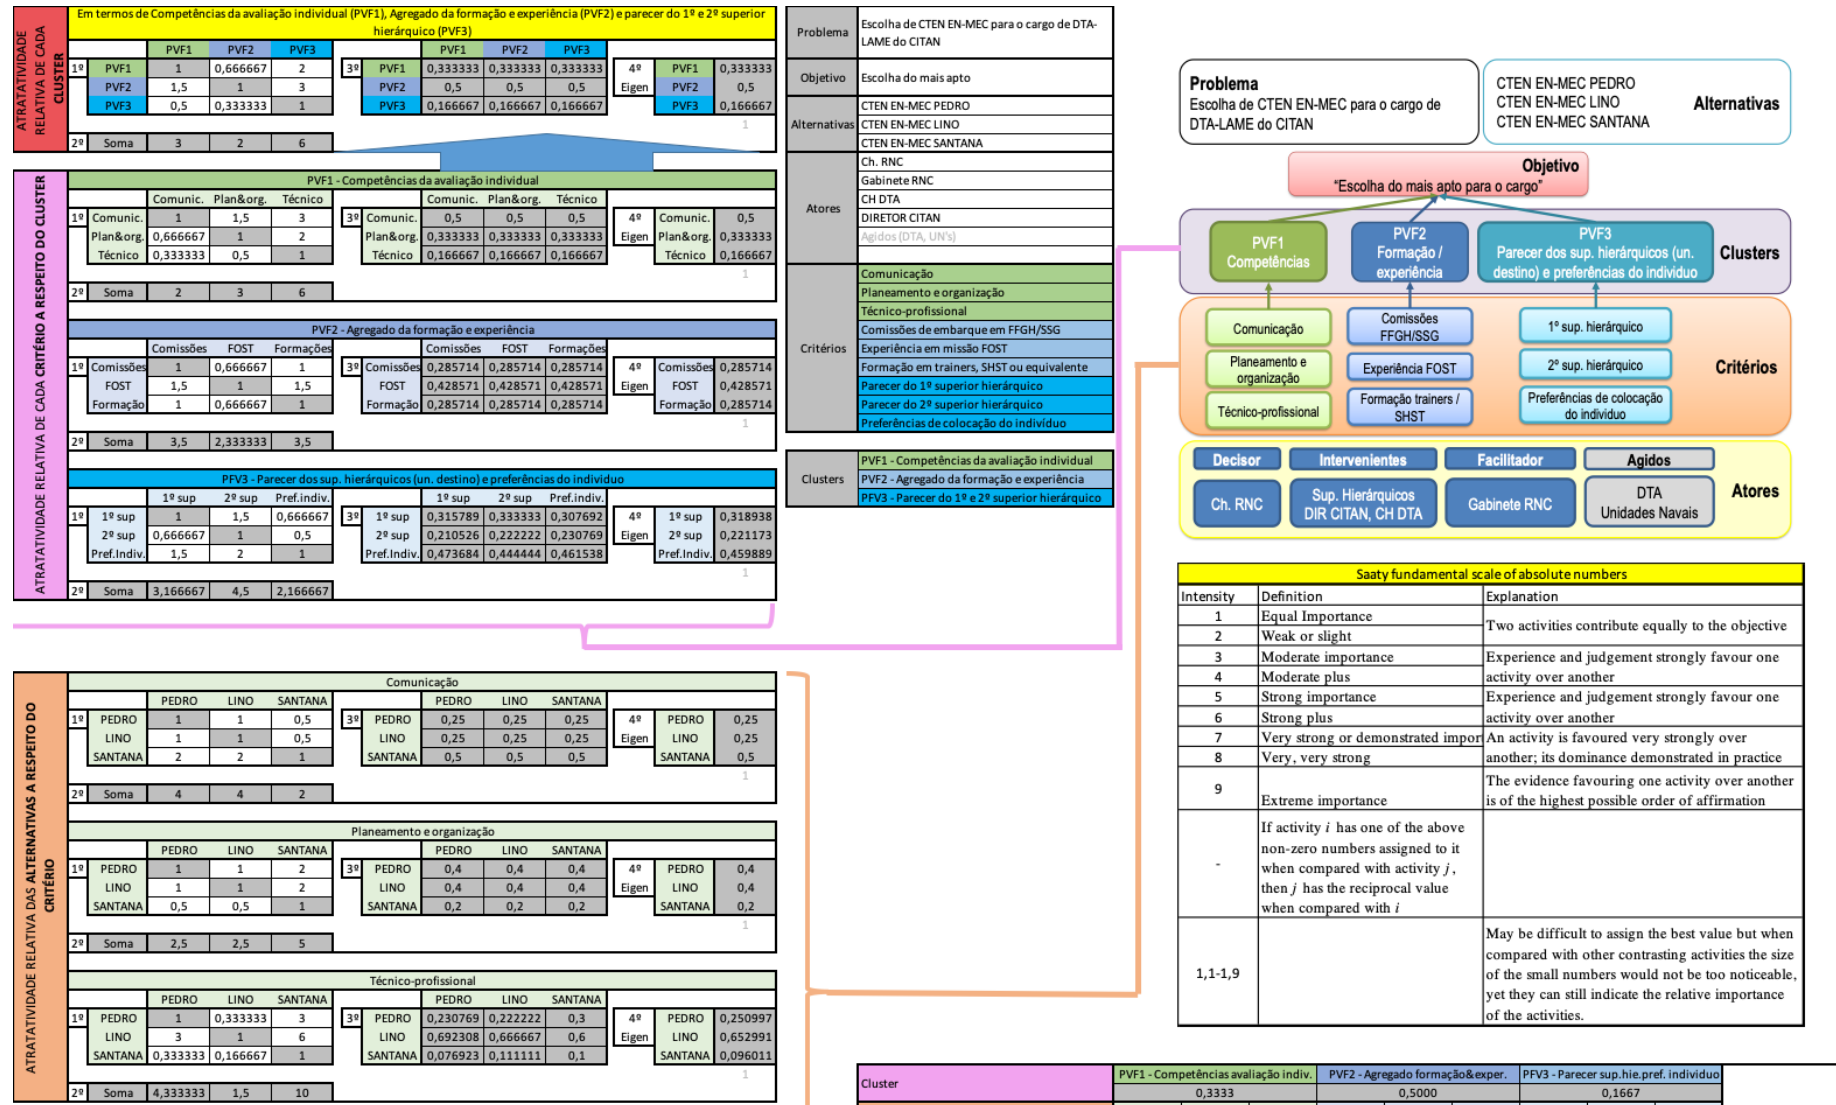 ATRATATIVIDADE RELATIVA DE CADA CLUSTER
Em termos de Competências da avaliação individual (PVF1), Agregado da formação e experiência (PVF2) e parecer do 1º e 2º superior
hierárquico (PVF3)
PVF1 PVF2 PVF3 PVF1 PVF2 PVF3
1º PVF1 1 0,666667 2 3º PVF1 0,333333 0,333333 0,333333 4º PVF1 0,333333
PVF2 1,5 1 3 PVF2 0,5 0,5 0,5 Eigen PVF2 0,5
PVF3 0,5 0,333333 1 PVF3 0,166667 0,166667 0,166667 PVF3 0,166667
1
2º Soma 3 2 6
ATRATATIVIDADE RELATIVA DE CADA CRITÉRIO A RESPEITO DO CLUSTER
PVF1 - Competências da avaliação individual
Comunic. Plan&org. Técnico Comunic. Plan&org. Técnico
1º Comunic. 1 1,5 3 3º Comunic. 0,5 0,5 0,5 4º Comunic. 0,5
Plan&org. 0,666667 1 2 Plan&org. 0,333333 0,333333 0,333333 Eigen Plan&org. 0,333333
Técnico 0,333333 0,5 1 Técnico 0,166667 0,166667 0,166667 Técnico 0,166667
1
2º Soma 2 3 6
PVF2 - Agregado da formação e experiência
Comissões FOST Formações Comissões FOST Formações
1º Comissões 1 0,666667 1 3º Comissões 0,285714 0,285714 0,285714 4º Comissões 0,285714
FOST 1,5 1 1,5 FOST 0,428571 0,428571 0,428571 Eigen FOST 0,428571
Formação 1 0,666667 1 Formação 0,285714 0,285714 0,285714 Formação 0,285714
1
2º Soma 3,5 2,333333 3,5
PFV3 - Parecer dos sup. hierárquicos (un. destino) e preferências do individuo
1º sup 2º sup Pref.indiv. 1º sup 2º sup Pref.indiv.
1º 1º sup 1 1,5 0,666667 3º 1º sup 0,315789 0,333333 0,307692 4º 1º sup 0,318938
2º sup 0,666667 1 0,5 2º sup 0,210526 0,222222 0,230769 Eigen 2º sup 0,221173
Pref.Indiv. 1,5 2 1 Pref.Indiv. 0,473684 0,444444 0,461538 Pref.Indiv. 0,459889
1
2º Soma 3,166667 4,5 2,166667
ATRATATIVIDADE RELATIVA DAS ALTERNATIVAS A RESPEITO DO CRITÉRIO
Comunicação
PEDRO LINO SANTANA PEDRO LINO SANTANA
1º PEDRO 1 1 0,5 3º PEDRO 0,25 0,25 0,25 4º PEDRO 0,25
LINO 1 1 0,5 LINO 0,25 0,25 0,25 Eigen LINO 0,25
SANTANA 2 2 1 SANTANA 0,5 0,5 0,5 SANTANA 0,5
1
2º Soma 4 4 2
Planeamento e organização
PEDRO LINO SANTANA PEDRO LINO SANTANA
1º PEDRO 1 1 2 3º PEDRO 0,4 0,4 0,4 4º PEDRO 0,4
LINO 1 1 2 LINO 0,4 0,4 0,4 Eigen LINO 0,4
SANTANA 0,5 0,5 1 SANTANA 0,2 0,2 0,2 SANTANA 0,2
1
2º Soma 2,5 2,5 5
Técnico-profissional
PEDRO LINO SANTANA PEDRO LINO SANTANA
1º PEDRO 1 0,333333 3 3º PEDRO 0,230769 0,222222 0,3 4º PEDRO 0,250997
LINO 3 1 6 LINO 0,692308 0,666667 0,6 Eigen LINO 0,652991
SANTANA 0,333333 0,166667 1 SANTANA 0,076923 0,111111 0,1 SANTANA 0,096011
1
2º Soma 4,333333 1,5 10
Problema
Escolha de CTEN EN-MEC para o cargo de DTA-
LAME do CITAN
Objetivo Escolha do mais apto
Alternativas
CTEN EN-MEC PEDRO
CTEN EN-MEC LINO
CTEN EN-MEC SANTANA
Atores
Ch. RNC
Gabinete RNC
CH DTA
DIRETOR CITAN
Agidos (DTA, UN's)
Critérios
Comunicação
Planeamento e organização
Técnico-profissional
Comissões de embarque em FFGH/SSG
Experiência em missão FOST
Formação em trainers, SHST ou equivalente
Parecer do 1º superior hierárquico
Parecer do 2º superior hierárquico
Preferências de colocação do indivíduo
Clusters
PVF1 - Competências da avaliação individual
PVF2 - Agregado da formação e experiência
PFV3 - Parecer do 1º e 2º superior hierárquico
Problema
Escolha de CTEN EN-MEC para o cargo de
DTA-LAME do CITAN
CTEN EN-MEC PEDRO
CTEN EN-MEC LINO
CTEN EN-MEC SANTANA
Alternativas
Objetivo
"Escolha do mais apto para o cargo"
PVF1
Competências
PVF2
Formação /
experiência
PVF3
Parecer dos sup. hierárquicos (un.
destino) e preferências do individuo
Clusters
Comunicação
Planeamento e
organização
Técnico-profissional
Comissões
FFGH/SSG
Experiência FOST
Formação trainers /
SHST
1º sup. hierárquico
2º sup. hierárquico
Preferências de colocação
do individuo
Critérios
Decisor Intervenientes Facilitador Agidos
Ch. RNC
Sup. Hierárquicos
DIR CITAN, CH DTA
Gabinete RNC
DTA
Unidades Navais
Atores
Saaty fundamental scale of absolute numbers
Intensity Definition Explanation
1 Equal Importance
2 Weak or slight
Two activities contribute equally to the objective
3 Moderate importance
4 Moderate plus
Experience and judgement strongly favour one
activity over another
5 Strong importance
6 Strong plus
Experience and judgement strongly favour one
activity over another
7 Very strong or demonstrated impor
8 Very, very strong
An activity is favoured very strongly over
another; its dominance demonstrated in practice
9 Extreme importance
The evidence favouring one activity over another
is of the highest possible order of affirmation
-
If activity i has one of the above
non-zero numbers assigned to it
when compared with activity j,
then j has the reciprocal value
when compared with i
1,1-1,9
May be difficult to assign the best value but when
compared with other contrasting activities the size
of the small numbers would not be too noticeable,
yet they can still indicate the relative importance
of the activities.
Cluster
PVF1 - Competências avaliação indiv. PVF2 - Agregado formação&exper. PFV3 - Parecer sup.hie.pref. individuo
0,3333 0,5000 0,1667